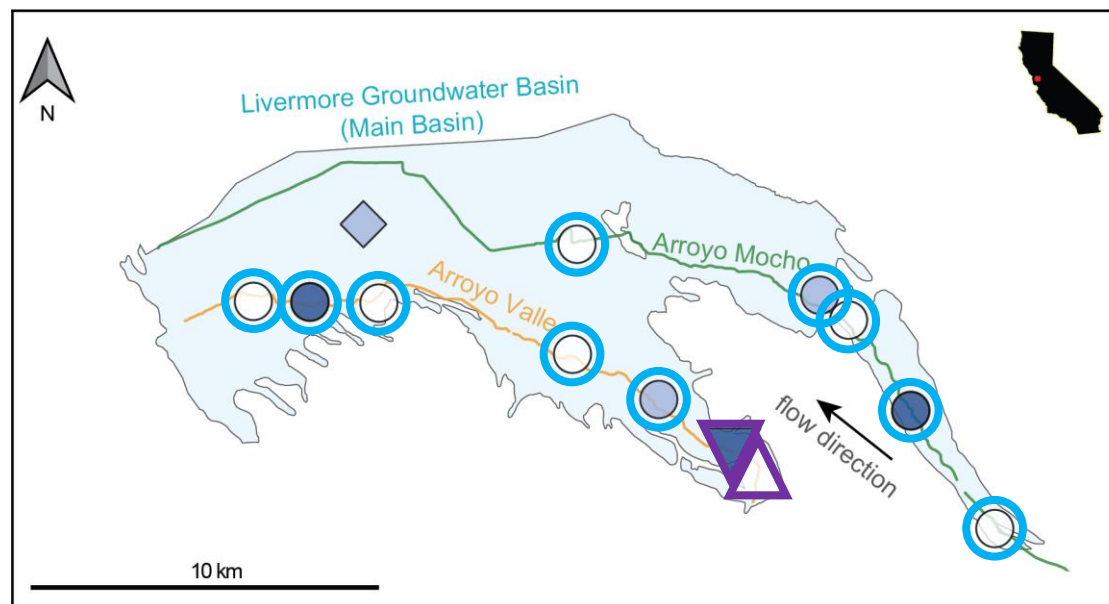 N
Livermore Groundwater Basin
(Main Basin)
Arroyo Mocho
Arroyo Valle
flow direction
10 km